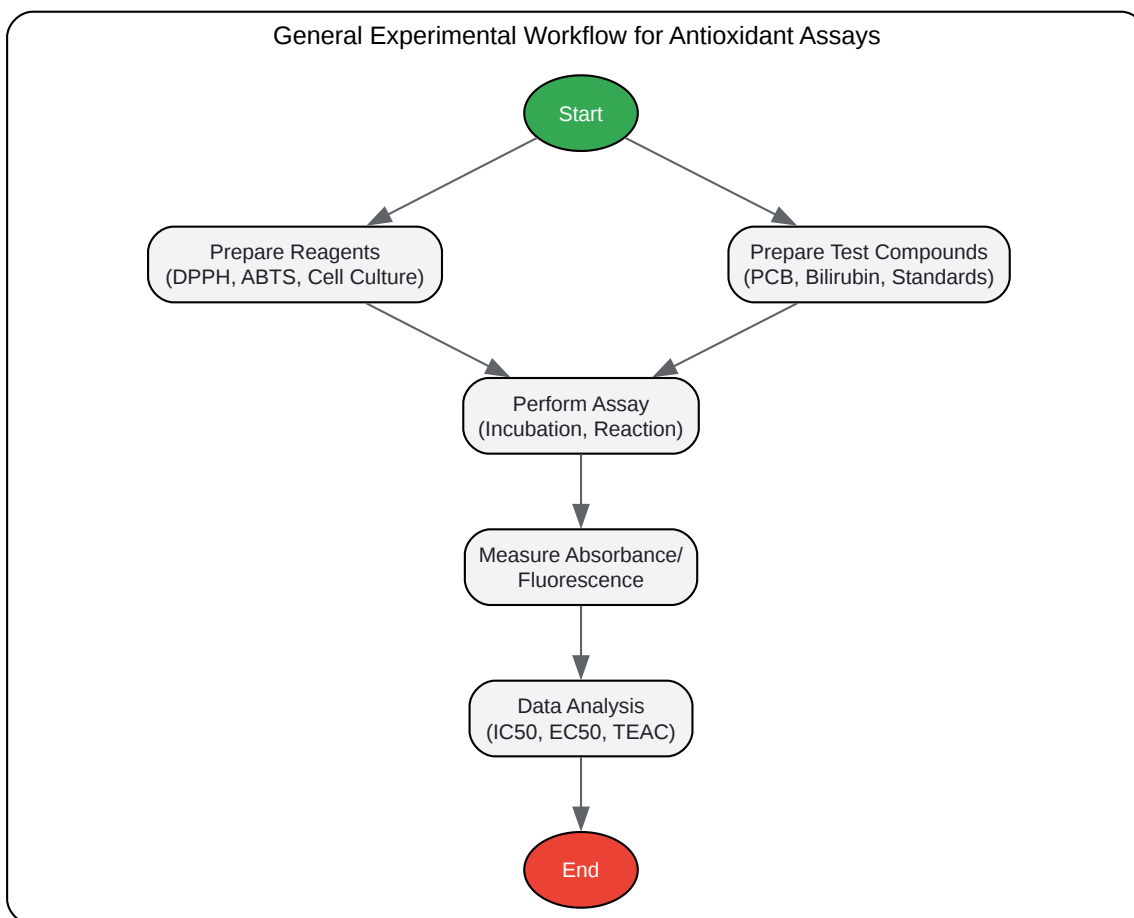 General Experimental Workflow for Antioxidant Assays
Start
Prepare Reagents
(DPPH, ABTS, Cell Culture)
Prepare Test Compounds
(PCB, Bilirubin, Standards)
Perform Assay
(Incubation, Reaction)
Measure Absorbance/
Fluorescence
Data Analysis
(IC50, EC50, TEAC)
End